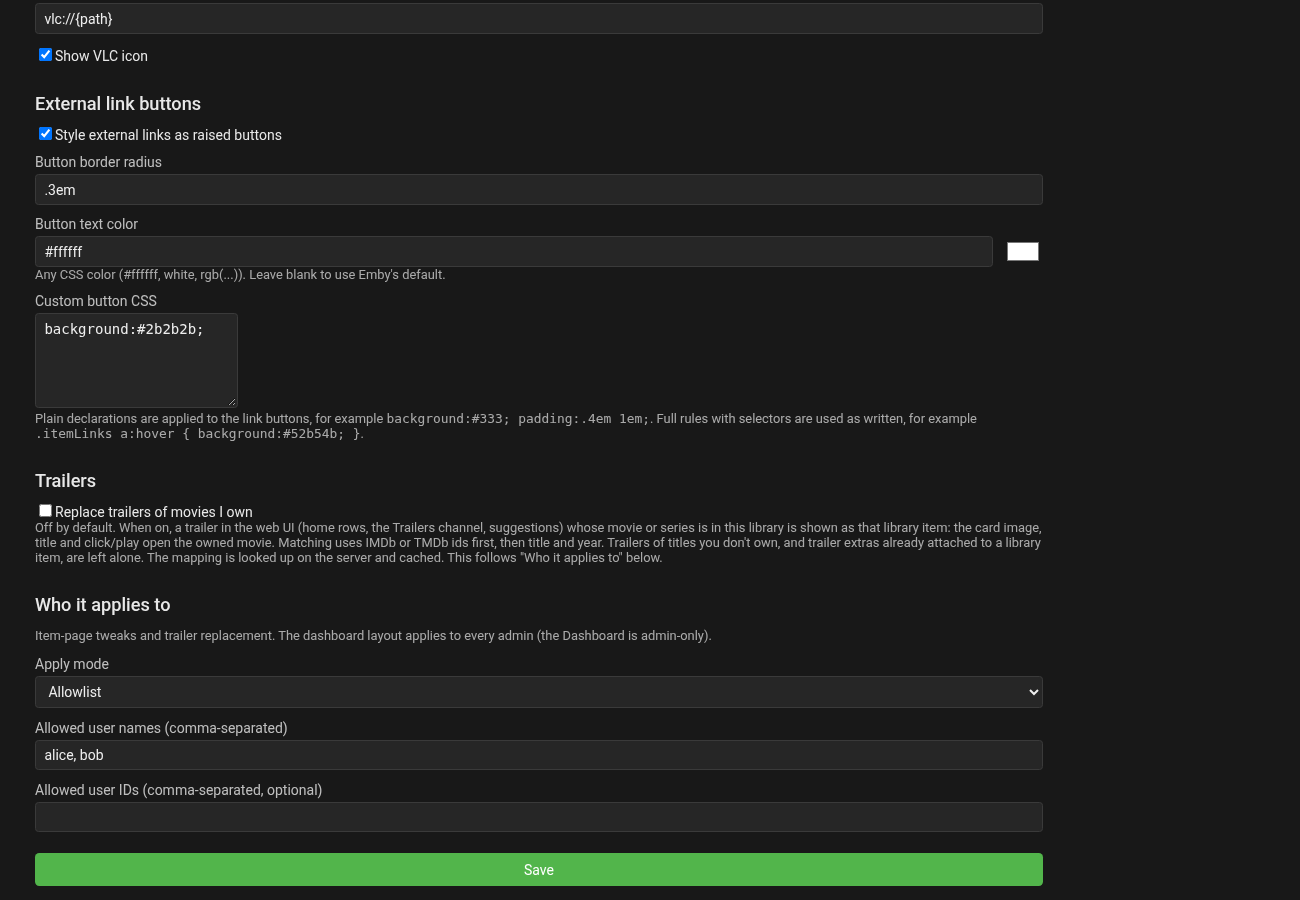 vlc://{path}
Show VLC icon
External link buttons
Style external links as raised buttons
Button border radius
.3em
Button text color
#ffffff
Any CSS color (#ffffff, white, rgb(...)). Leave blank to use Emby's default.
Custom button CSS
background:#2b2b2b;
Plain declarations are applied to the link buttons, for example background:#333; padding:.4em 1em;. Full rules with selectors are used as written, for example
.itemLinks a:hover { background:#52b54b; }.
Trailers
Replace trailers of movies I own
Off by default. When on, a trailer in the web UI (home rows, the Trailers channel, suggestions) whose movie or series is in this library is shown as that library item: the card image,
title and click/play open the owned movie. Matching uses IMDb or TMDb ids first, then title and year. Trailers of titles you don't own, and trailer extras already attached to a library
item, are left alone. The mapping is looked up on the server and cached. This follows "Who it applies to" below.
Who it applies to
Item-page tweaks and trailer replacement. The dashboard layout applies to every admin (the Dashboard is admin-only).
Apply mode
Allowlist
Allowed user names (comma-separated)
alice, bob
Allowed user IDs (comma-separated, optional)
Save